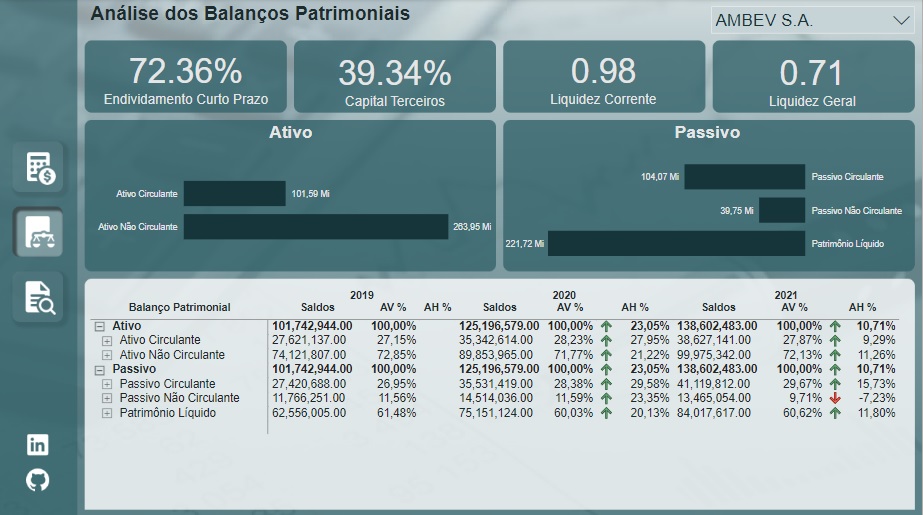 Análise dos Balanços Patrimoniais
AMBEV S.A.
72.36%
Endividamento Curto Prazo
39.34%
Capital Terceiros
0.98
Liquidez Corrente
0.71
Liquidez Geral
Ativo
Ativo Circulante 101,59 Mi
Ativo Não Circulante 263,95 Mi
Passivo
104,07 Mi Passivo Circulante
39,75 Mi Passivo Não Circulante
221,72 Mi Patrimônio Líquido
2019 2020 2021
Balanço Patrimonial Saldos AV % AH % Saldos AV % AH % Saldos AV % AH %
Ativo 101,742,944.00 100,00% 125,196,579.00 100,00% 23,05% 138,602,483.00 100,00% 10,71%
Ativo Circulante 27,621,137.00 27,15% 35,342,614.00 28,23% 27,95% 38,627,141.00 27,87% 9,29%
Ativo Não Circulante 74,121,807.00 72,85% 89,853,965.00 71,77% 21,22% 99,975,342.00 72,13% 11,26%
Passivo 101,742,944.00 100,00% 125,196,579.00 100,00% 23,05% 138,602,483.00 100,00% 10,71%
Passivo Circulante 27,420,688.00 26,95% 35,531,419.00 28,38% 29,58% 41,119,812.00 29,67% 15,73%
Passivo Não Circulante 11,766,251.00 11,56% 14,514,036.00 11,59% 23,35% 13,465,054.00 9,71% -7,23%
Patrimônio Líquido 62,556,005.00 61,48% 75,151,124.00 60,03% 20,13% 84,017,617.00 60,62% 11,80%
in